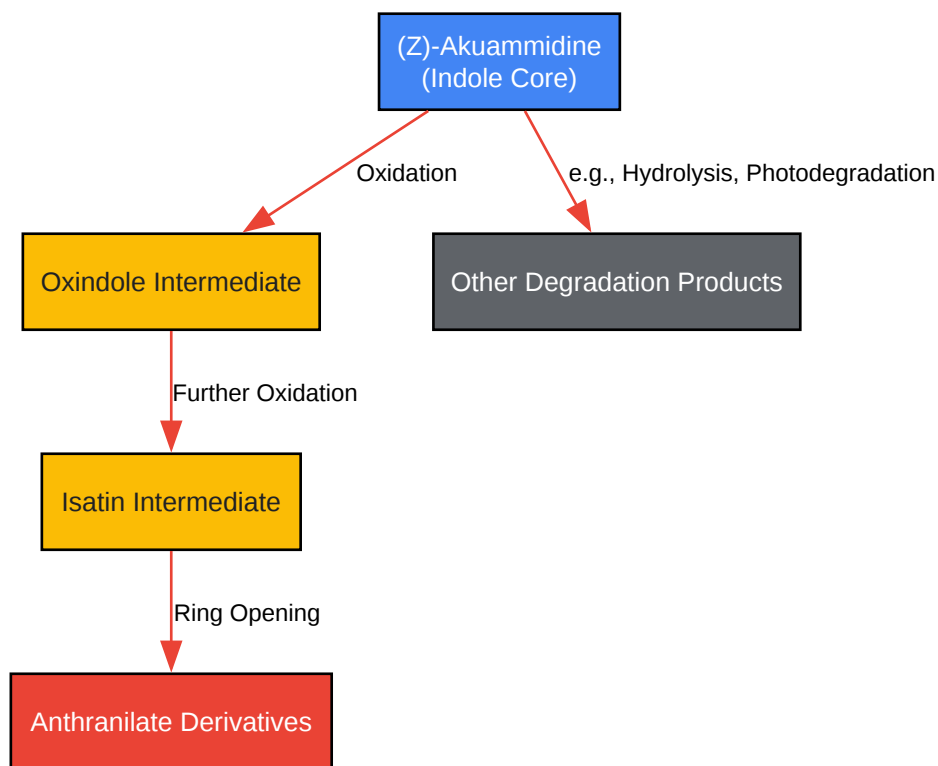 (Z)-Akuammidine
(Indole Core)
Oxidation
e.g., Hydrolysis, Photodegradation
Oxindole Intermediate
Other Degradation Products
Further Oxidation
Isatin Intermediate
Ring Opening
Anthranilate Derivatives